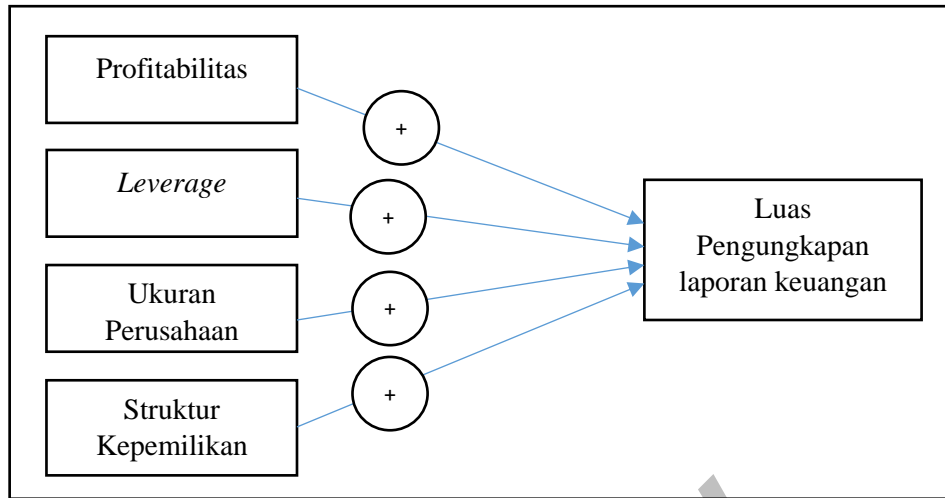 Profitabilitas
+
Leverage
+
Ukuran
Perusahaan
+
Struktur
Kepemilikan
+
Luas
Pengungkapan
laporan keuangan